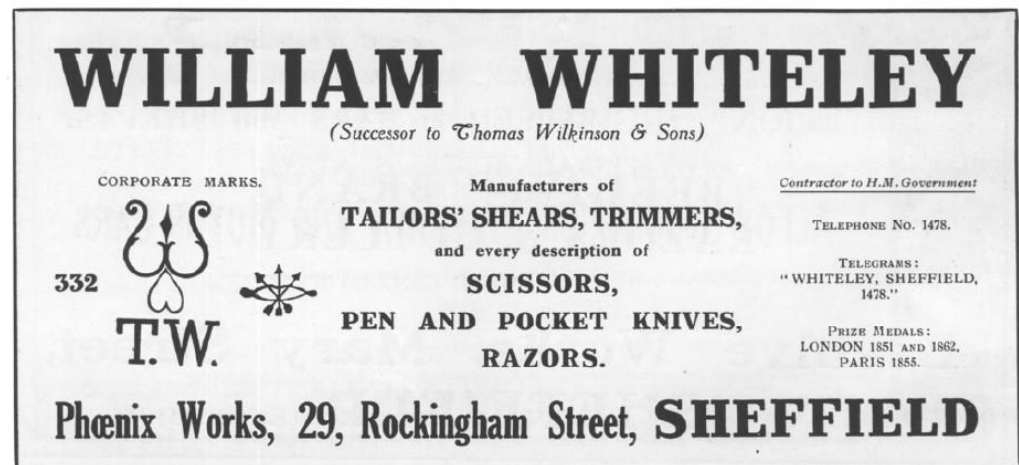 WILLIAM WHITELEY
(Successor to Thomas Wilkinson & Sons)
CORPORATE MARKS.
332
T.W.
Manufacturers of
TAILORS' SHEARS, TRIMMERS,
and every description of
SCISSORS,
PEN AND POCKET KNIVES,
RAZORS.
Contractor to H.M. Government
TELEPHONE NO. 1478.
TELEGRAMS:
"WHITELEY, SHEFFIELD,
1478."
PRIZE MEDALS:
LONDON 1851 AND 1862,
PARIS 1855.
Phœnix Works, 29, Rockingham Street, SHEFFIELD